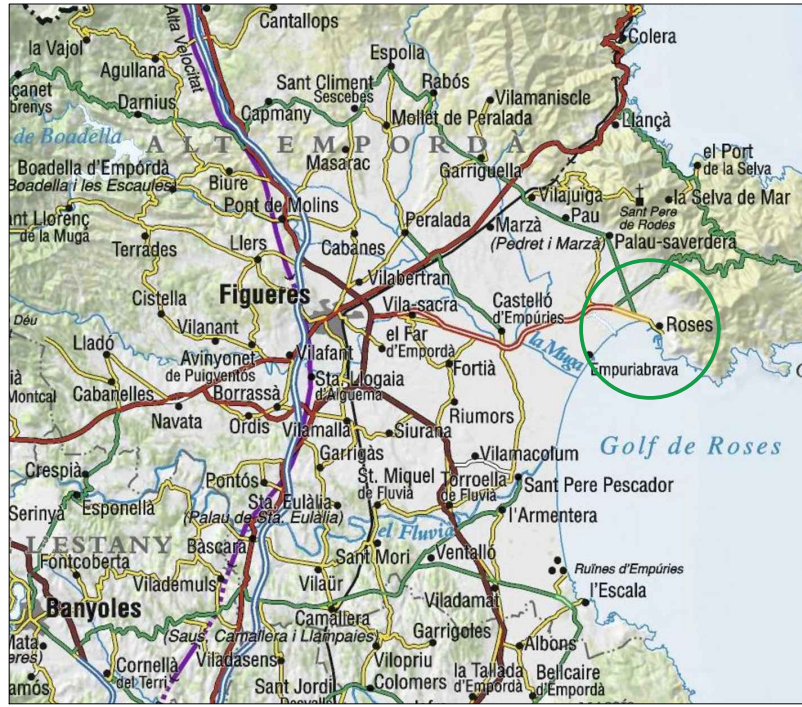 Cantallops
la Vajol
Alta Velocitat
Colera
Agullana
Espolla
Sant Climent
Sescebes
Rabós
Vilamaniscle
Darnius
Capmany
Mollet de Peralada
Llançà
de Boadella
ALT EMPORDÀ
Masarac
el Port
de la Selva
Boadella d'Empordà
(Boadella i les Escaules)
Biure
Garriguella
Vilajuïga
Sant Pere
de Rodes
la Selva de Mar
Pau
Pont de Molins
Peralada
Marzà
(Pedret i Marzà)
Palau-saverdera
de la Muga
Terrades
Llers
Cabanes
Vilabertran
Figueres
Vila-sacra
Castelló
d'Empúries
Cistella
Roses
Vilanant
el Far
d'Empordà
la Muga
Lladó
Avinyonet
de Puigventós
Vilafant
Fortià
Empuriabrava
Sta. Llogaia
d'Àlguema
Cabanelles
Borrassà
Navata
Ordis
Vilamalla
Siurana
Riumors
Golf de Roses
Garrigàs
Vilamacolum
Crespià
Pontós
St. Miquel
de Fluvià
Torroella
de Fluvià
Sant Pere Pescador
Esponellà
Serinyà
Sta. Eulàlia
(Palau de Sta. Eulàlia)
l'Armentera
el Fluvià
L'ESTANY
Bàscara
Sant Mori
Ventalló
Fontcoberta
Ruïnes d'Empúries
Vilademuls
Vilaür
l'Escala
Banyoles
Viladamat
Camallera
(Saus, Camallera i Llampaies)
Garrigoles
Albons
Cornellà
del Terri
Viladasens
Vilopriu
Sant Jordi
Colomers
la Tallada
d'Empordà
Bellcaire
d'Empordà